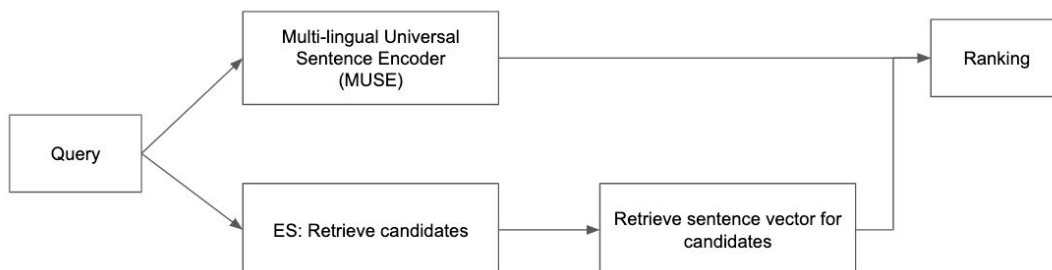 Multi-lingual Universal
Sentence Encoder
(MUSE)
Ranking
Query
ES: Retrieve candidates
Retrieve sentence vector for
candidates